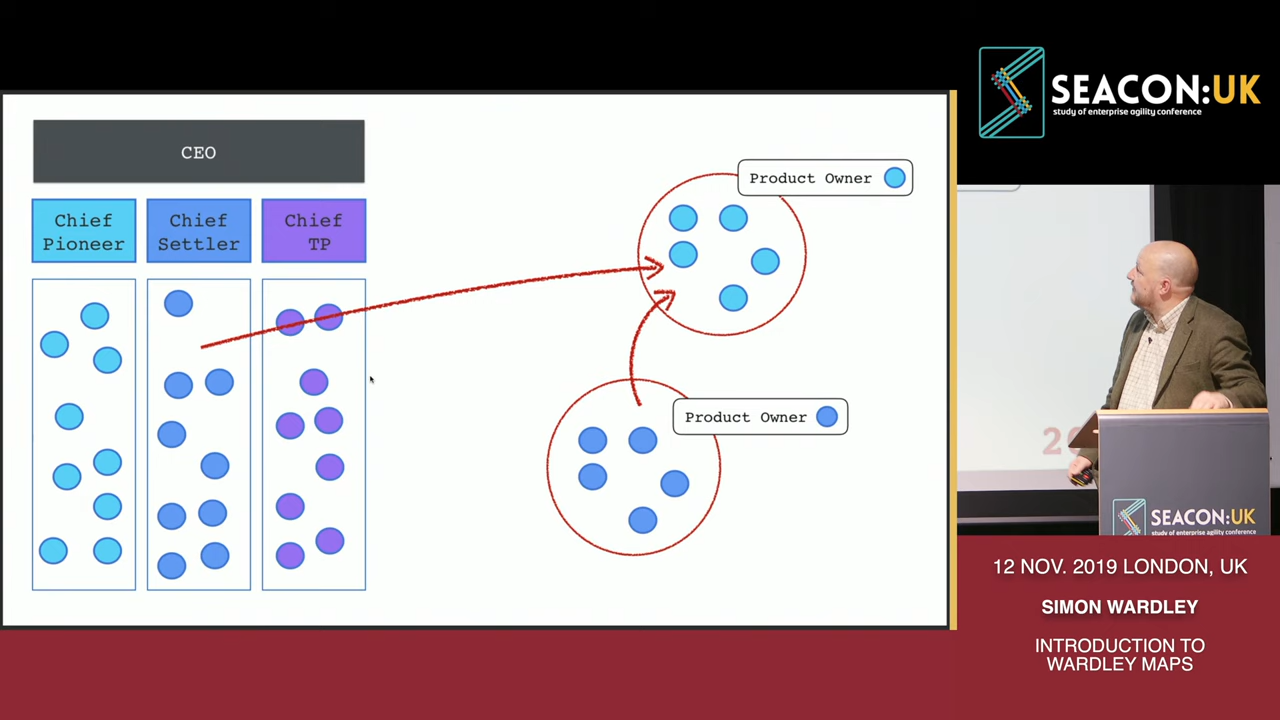 CEO
Chief
Pioneer
Chief
Settler
Chief
TP
Product Owner
Product Owner
SEACON:UK
study of enterprise agility conference
SEACON:UK
study of enterprise agility conference
12 NOV. 2019 LONDON, UK
SIMON WARDLEY
INTRODUCTION TO
WARDLEY MAPS